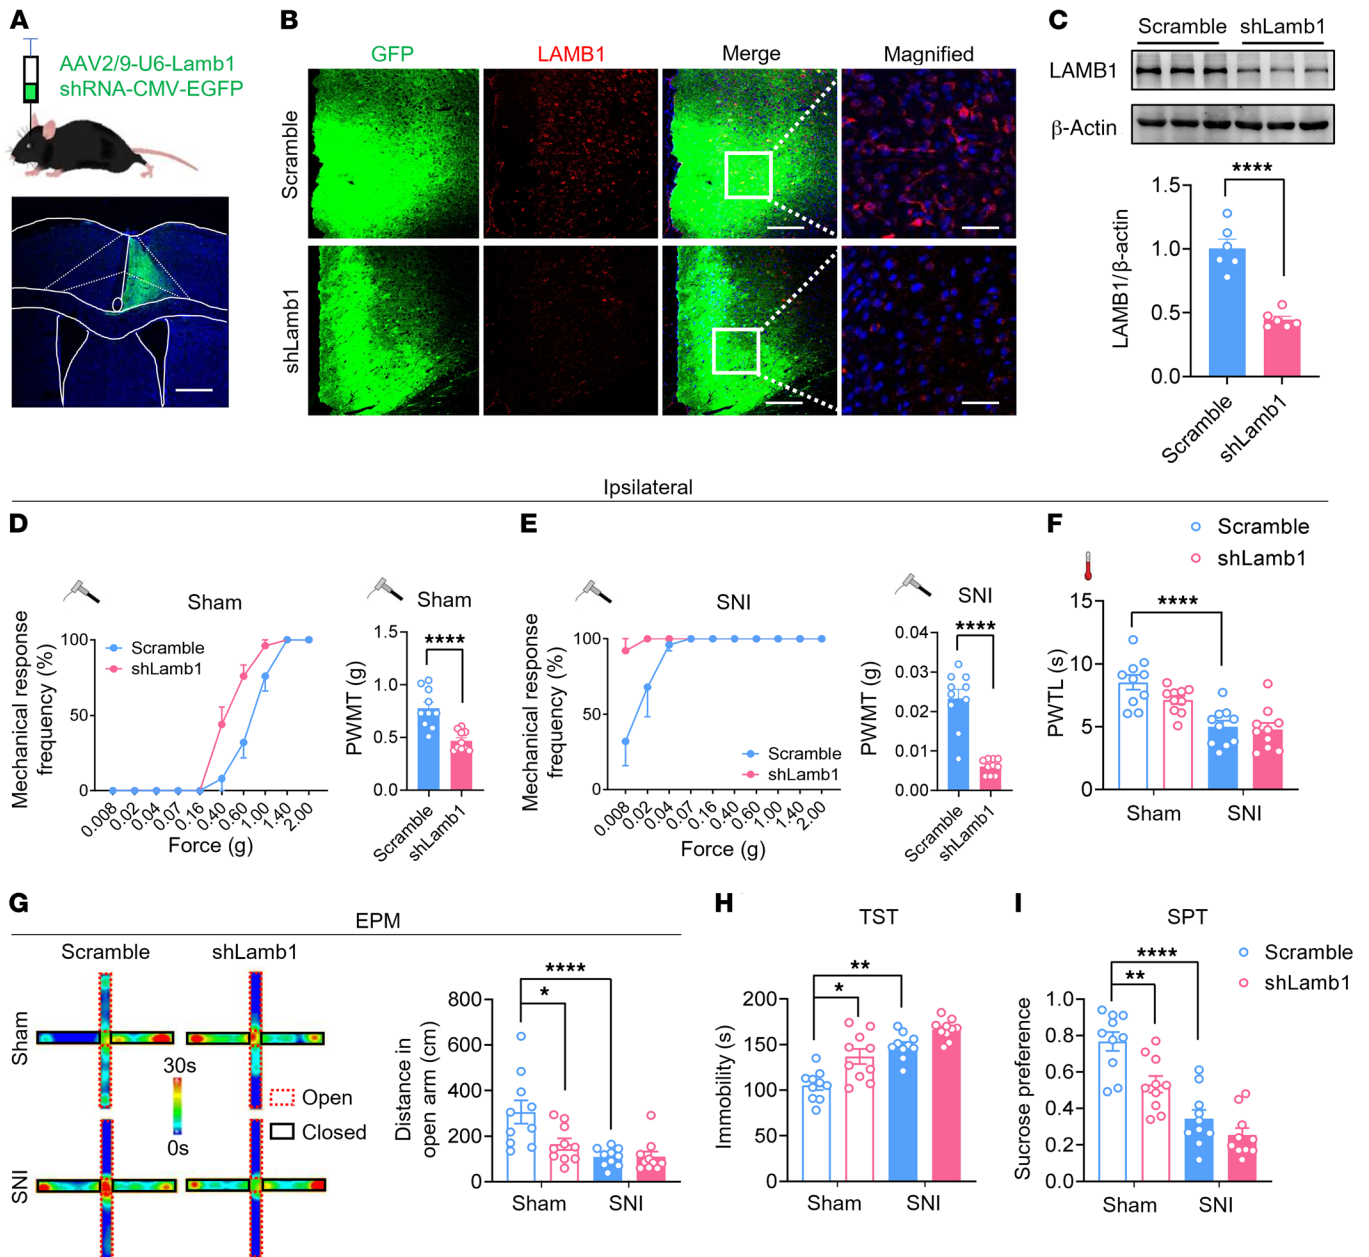 A
AAV2/9-U6-Lamb1
shRNA-CMV-EGFP
B
GFP
LAMB1
Merge
Magnified
Scramble
shLamb1
C
Scramble
shLamb1
LAMB1
β-Actin
****
LAMB1/β-actin
1.5
1.0
0.5
0.0
Scramble
shLamb1
Ipsilateral
D
Sham
Mechanical response
frequency (%)
100
50
0
Scramble
shLamb1
0.008
0.02
0.04
0.07
0.16
0.40
0.60
1.00
1.40
2.00
Force (g)
Sham
****
PWMT (g)
1.5
1.0
0.5
0.0
Scramble
shLamb1
E
SNI
Mechanical response
frequency (%)
100
50
0
Scramble
shLamb1
0.008
0.02
0.04
0.07
0.16
0.40
0.60
1.00
1.40
2.00
Force (g)
SNI
****
PWMT (g)
0.04
0.03
0.02
0.01
0.00
Scramble
shLamb1
F
Scramble
shLamb1
****
PWTL (s)
15
10
5
0
Sham
SNI
G
EPM
Scramble
shLamb1
Sham
SNI
30s
0s
Open
Closed
****
*
Distance in
open arm (cm)
800
600
400
200
0
Sham
SNI
H
TST
**
*
Immobility (s)
200
150
100
50
0
Sham
SNI
I
SPT
Scramble
shLamb1
****
**
Sucrose preference
1.0
0.8
0.6
0.4
0.2
0.0
Sham
SNI